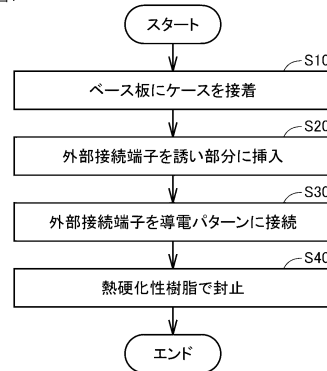 スタート
S10
ベース板にケースを接着
S20
外部接続端子を誘い部分に挿入
S30
外部接続端子を導電パターンに接続
S40
熱硬化性樹脂で封止
エンド